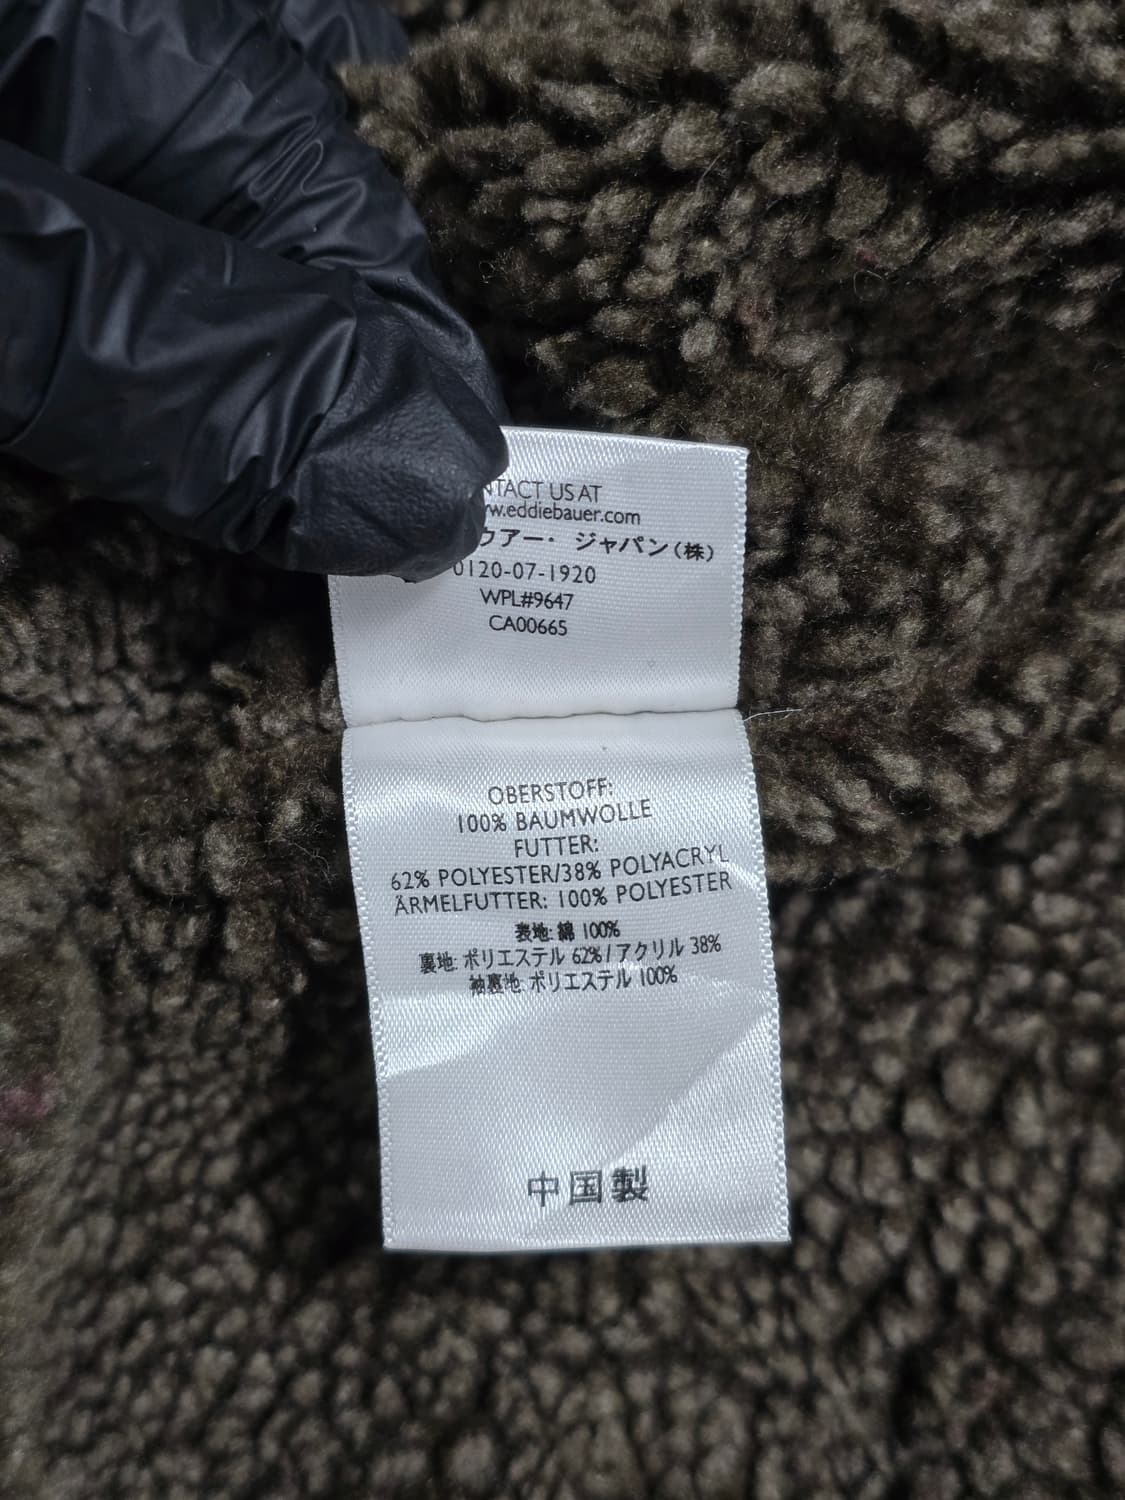 NTACT US AT
w.eddiebauer.com
ウアー・ ジャパン(株)
0120-07-1920
WPL#9647
CA00665
OBERSTOFF:
100% BAUMWOLLE
FUTTER:
62% POLYESTER/38% POLYACRYL
ÄRMELFUTTER: 100% POLYESTER
表地: 綿 100%
裏地: ポリエステル 62% / アクリル 38%
袖裏地: ポリエステル 100%
中国製